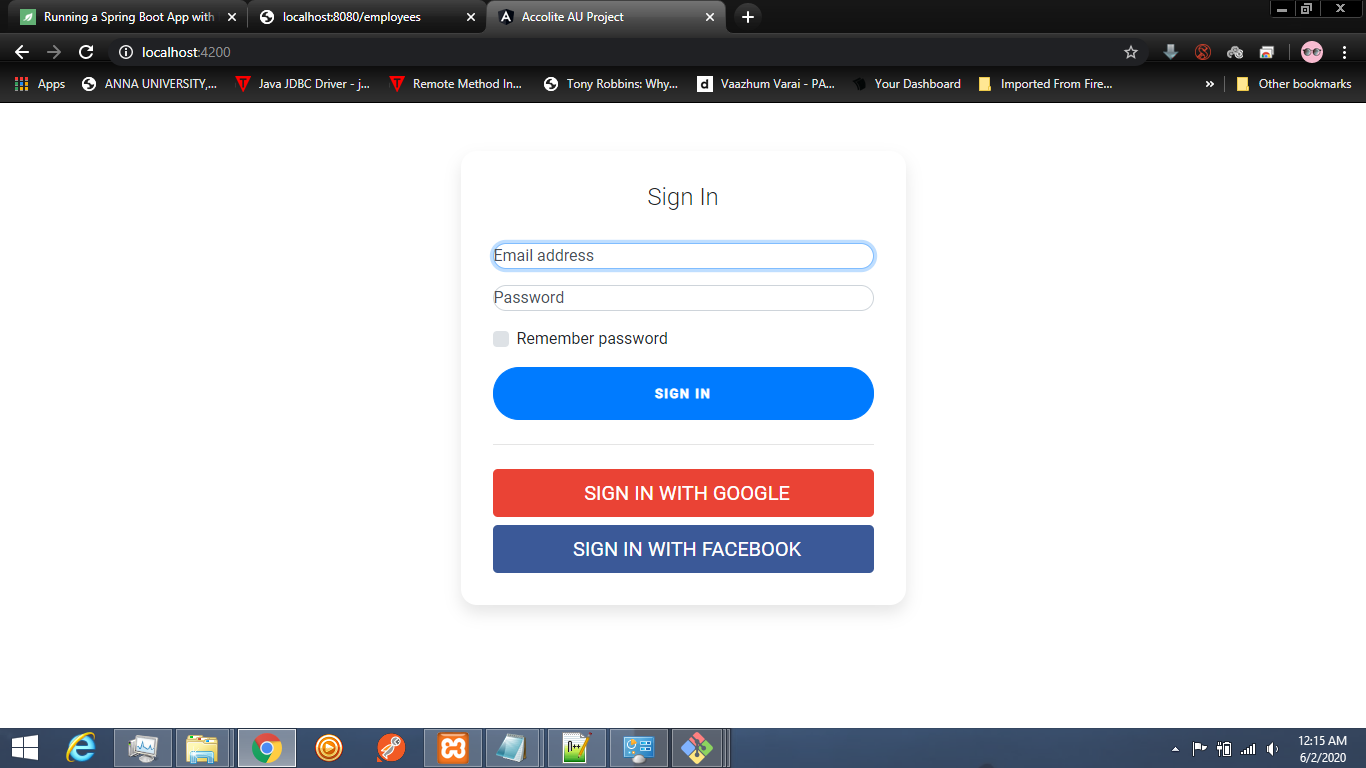 Running a Spring Boot App with
localhost:8080/employees
Accolite AU Project
localhost:4200
Apps
ANNA UNIVERSITY,...
Java JDBC Driver - j...
Remote Method In...
Tony Robbins: Why...
Vaazhum Varai - PA...
Your Dashboard
Imported From Fire...
»
Other bookmarks
Sign In
Email address
Password
Remember password
SIGN IN
SIGN IN WITH GOOGLE
SIGN IN WITH FACEBOOK
12:15 AM
6/2/2020